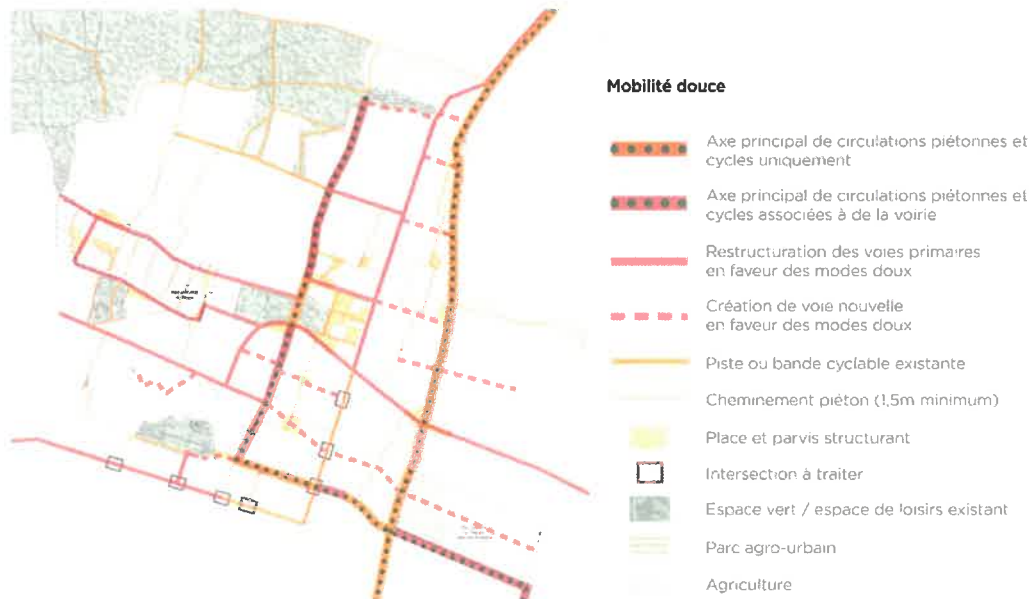 Mobilité douce
Axe principal de circulations piétonnes et
cycles uniquement
Axe principal de circulations piétonnes et
cycles associées à de la voirie
Restructuration des voies primaires
en faveur des modes doux
Création de voie nouvelle
en faveur des modes doux
Piste ou bande cyclable existante
Cheminement piéton (1,5m minimum)
Place et parvis structurant
Intersection à traiter
Espace vert / espace de loisirs existant
Parc agro-urbain
Agriculture